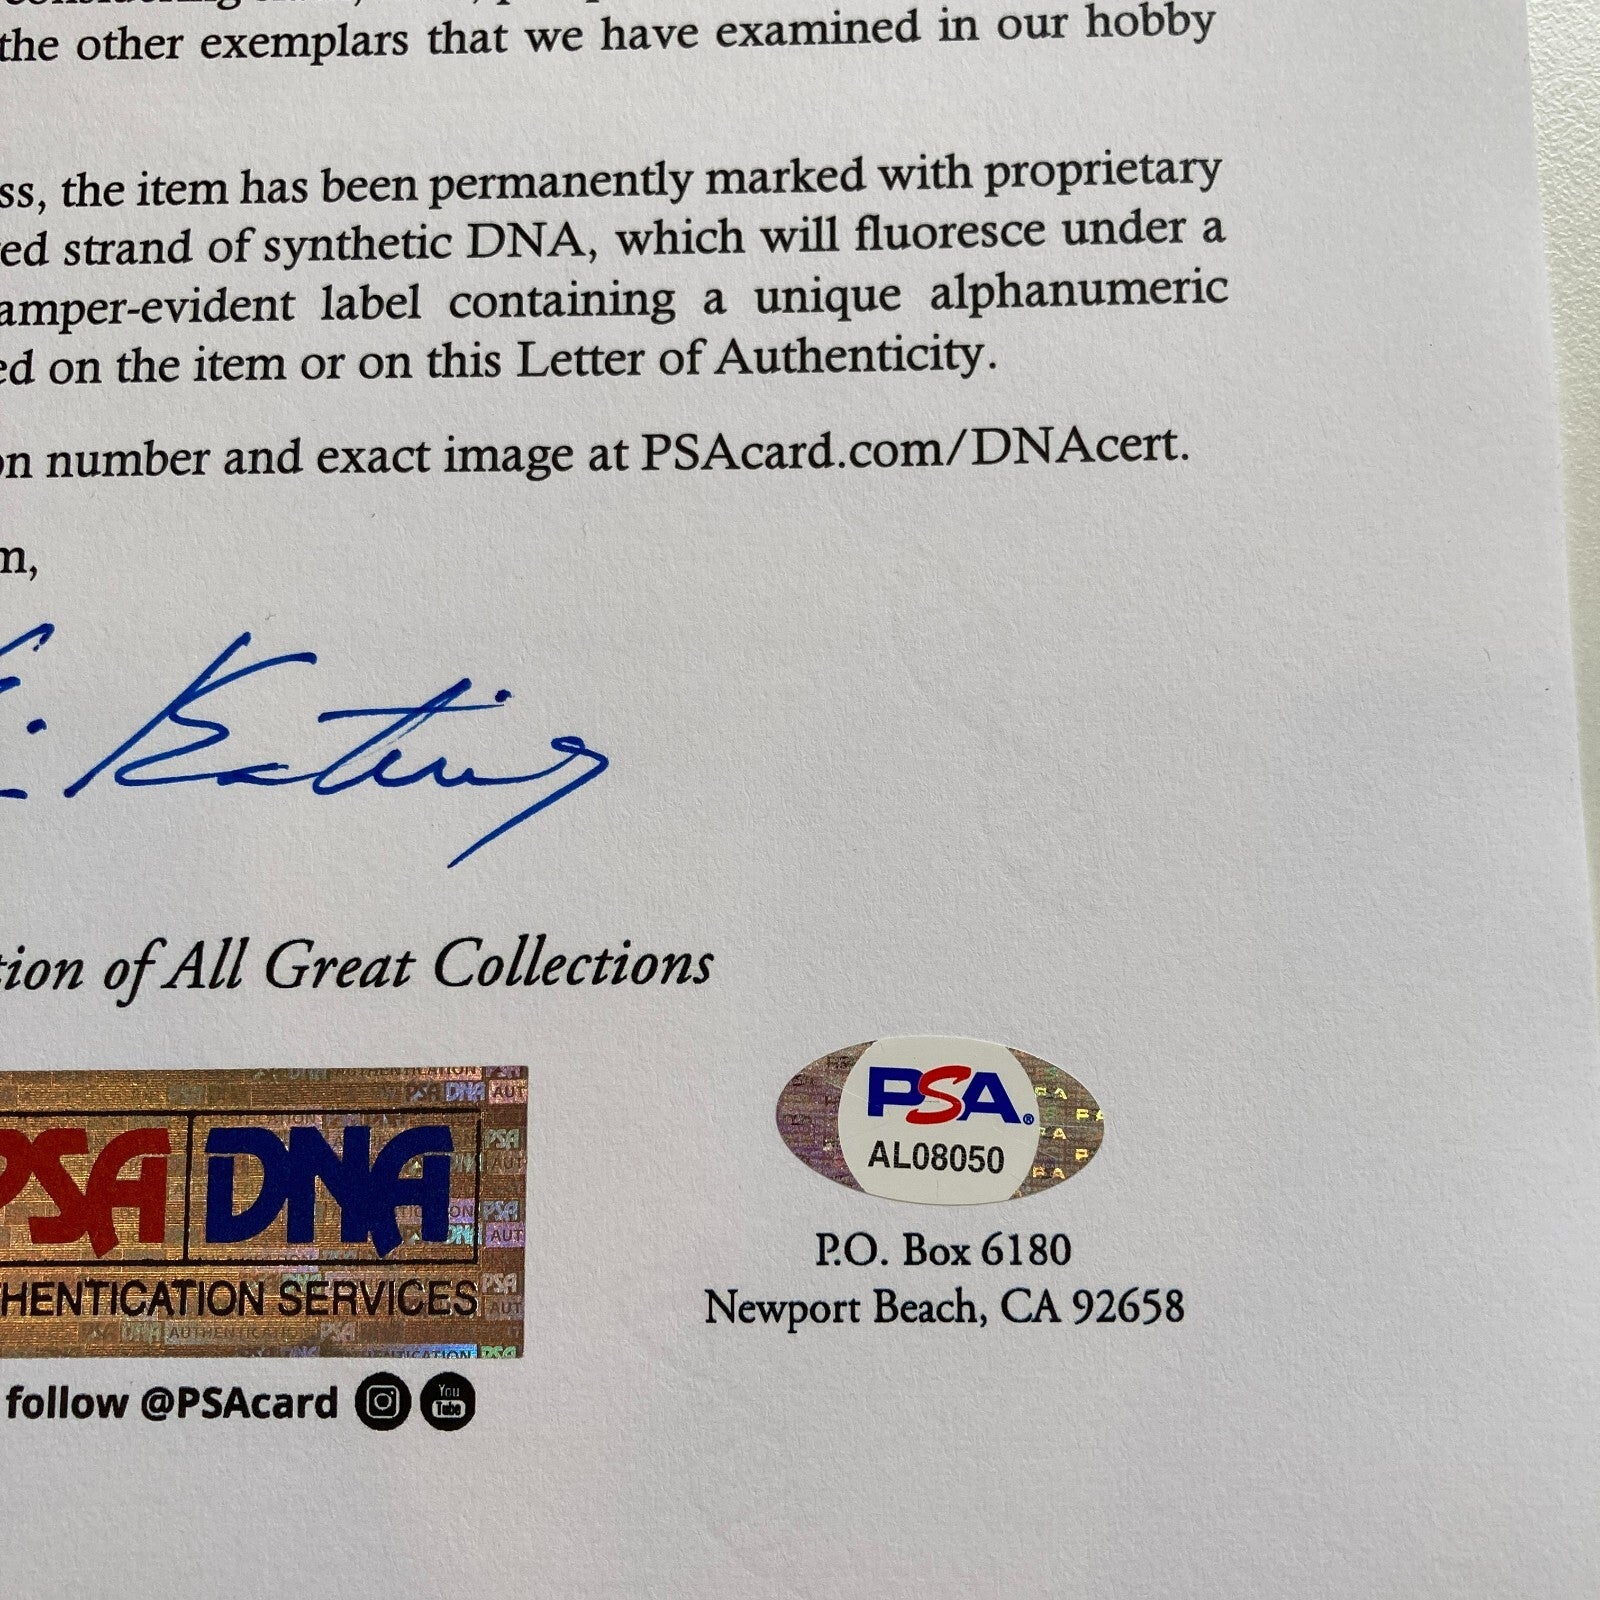 the other exemplars that we have examined in our hobby
ss, the item has been permanently marked with proprietary
ed strand of synthetic DNA, which will fluoresce under a
amper-evident label containing a unique alphanumeric
ed on the item or on this Letter of Authenticity.
on number and exact image at PSAcard.com/DNAcert.
m,
tion of All Great Collections
PSA DNA
HENTICATION SERVICES
follow @PSAcard
You
Tube
PSA®
AL08050
P.O. Box 6180
Newport Beach, CA 92658